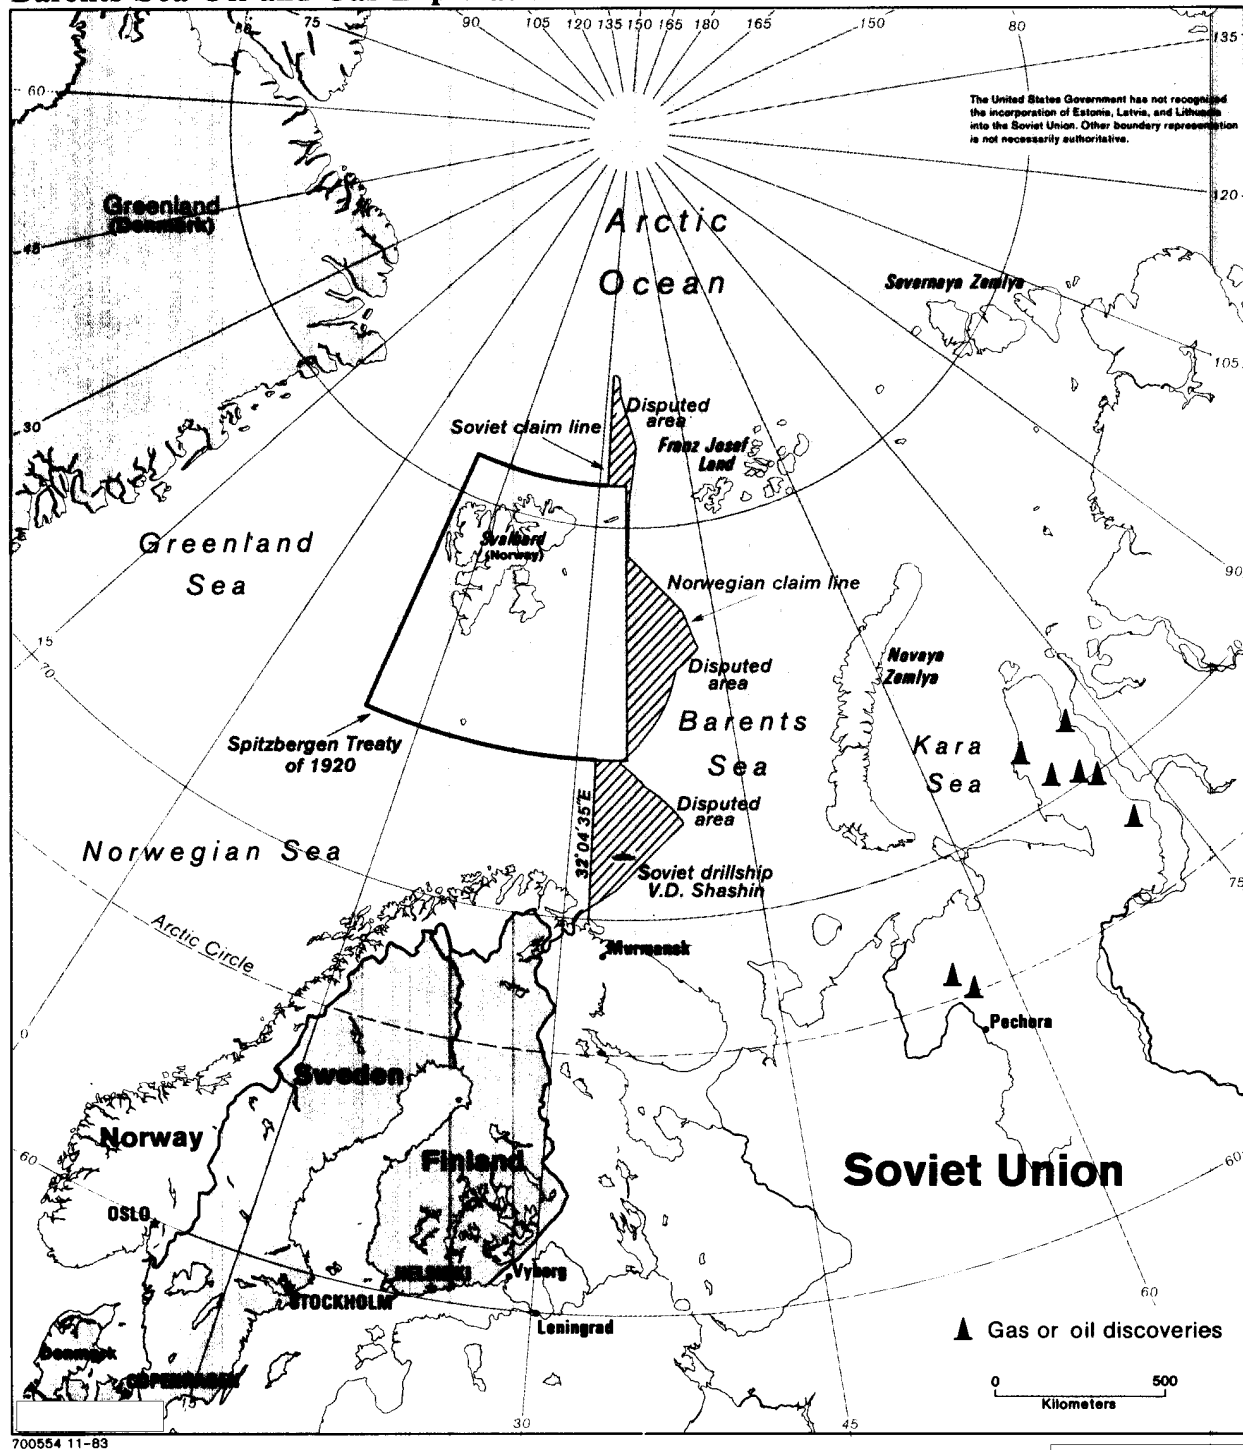 75
90
105
120
135
150
165
180
165
150
80
135
60
80
The United States Government has not recognized
the incorporation of Estonia, Latvia, and Lithuania
into the Soviet Union. Other boundary representation
is not necessarily authoritative.
120
Greenland
(Denmark)
45
Arctic
Ocean
Severnaya Zemlya
105
30
Disputed
area
Soviet claim line
Franz Josef
Land
Greenland
Sea
Svalbard
(Norway)
Norwegian claim line
90
15
70
Novaya
Zemlya
Disputed
area
Barents
Sea
Kara
Sea
Spitzbergen Treaty
of 1920
Disputed
area
32°04'35"E
Norwegian Sea
Soviet drillship
V.D. Shashin
75
Arctic Circle
Murmansk
0
Pechora
Sweden
Norway
Finland
Soviet Union
60
60
OSLO
HELSINKI
Vyborg
STOCKHOLM
Leningrad
60
Gas or oil discoveries
Denmark
COPENHAGEN
15
0 500
Kilometers
30
45
700554 11-83